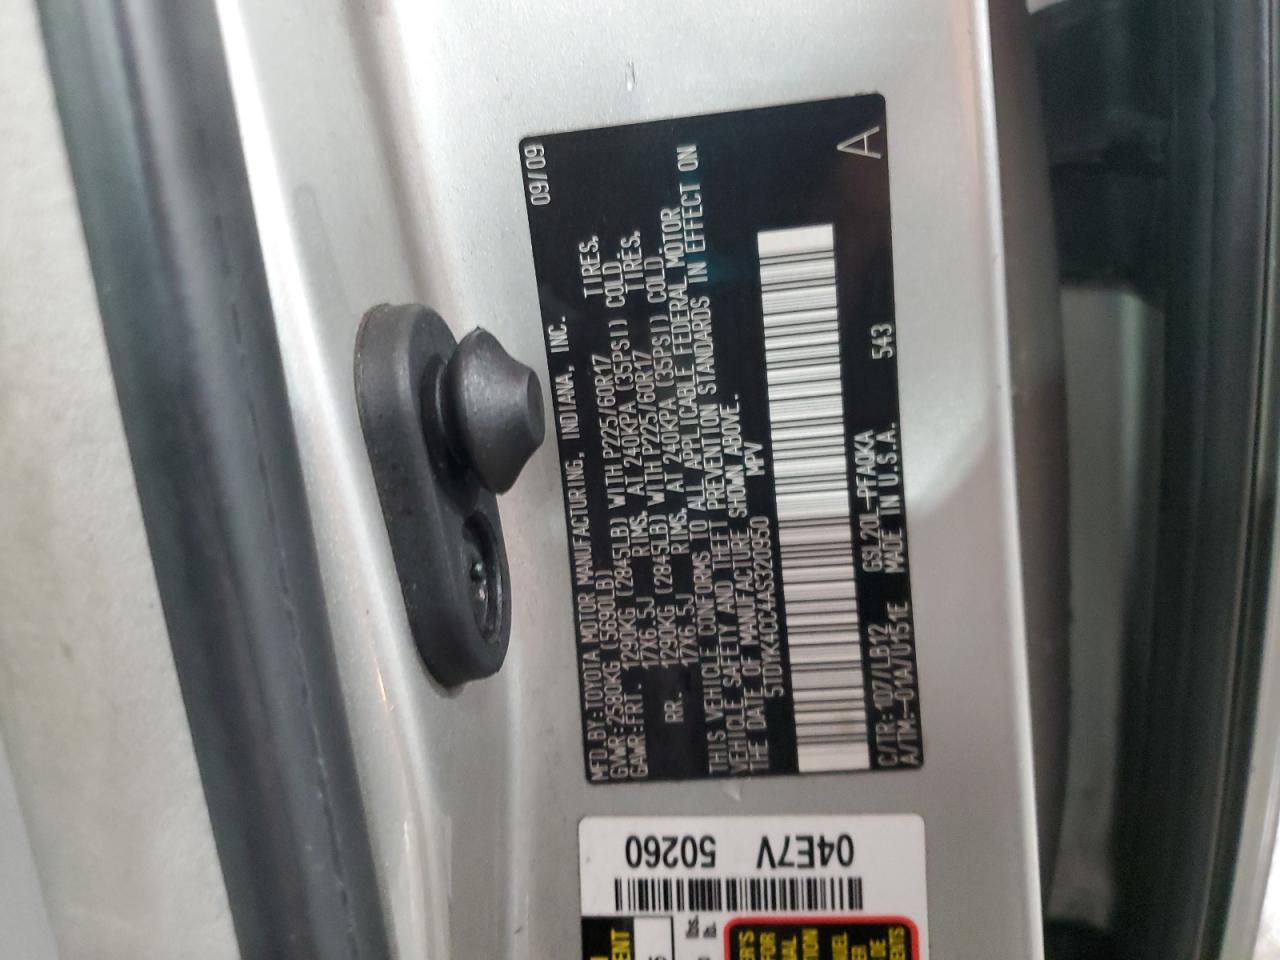 MFD.BY:TOYOTA MOTOR MANUFACTURING, INDIANA, INC. 09/09
GVWR:2580KG (5690LB)
GAWR:FRT. 1290KG (2845LB) WITH P225/60R17 TIRES,
17X6.5J RIMS, AT 240KPA (35PSI) COLD.
RR. 1290KG (2845LB) WITH P225/60R17 TIRES,
17X6.5J RIMS, AT 240KPA (35PSI) COLD.
THIS VEHICLE CONFORMS TO ALL APPLICABLE FEDERAL MOTOR
VEHICLE SAFETY AND THEFT PREVENTION STANDARDS IN EFFECT ON
THE DATE OF MANUFACTURE SHOWN ABOVE.
5TDYK4CC4AS320950 MPV
C/TR:1D7/LB12 GSL20L-PFAQKA 543 A
A/TM:-01A/U151E MADE IN U.S.A.
04E7V 50260